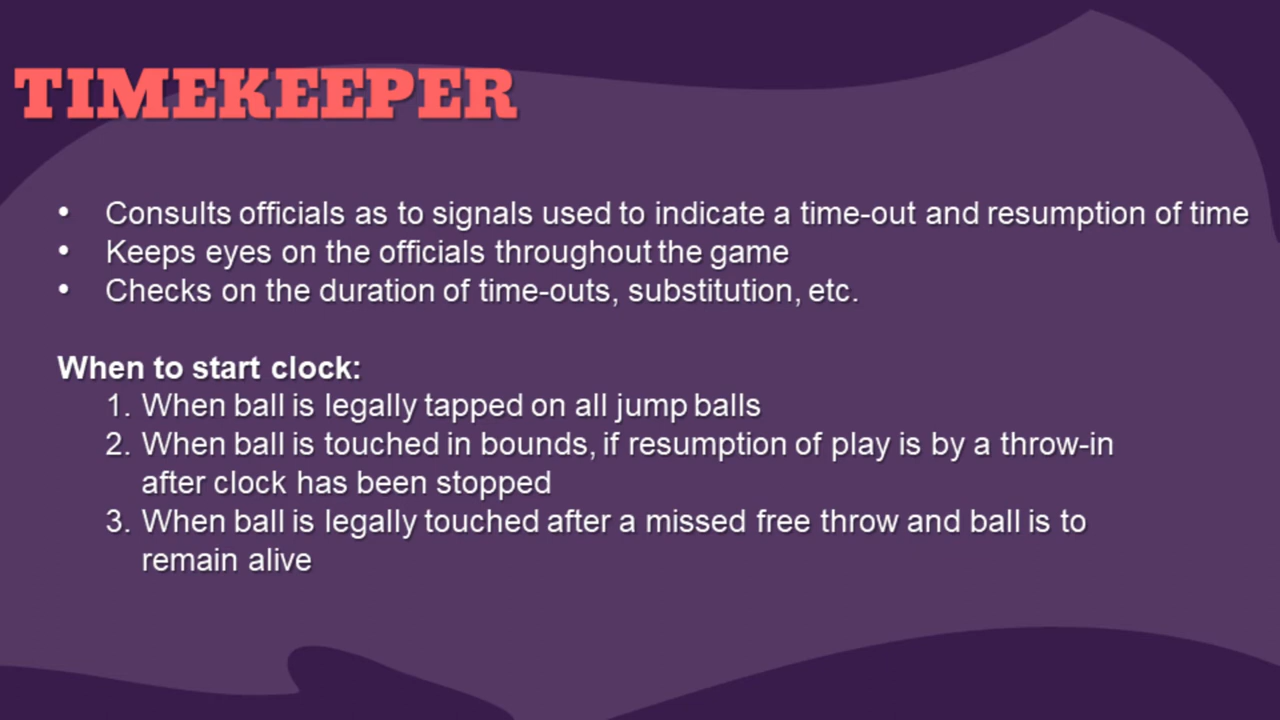 TIMEKEEPER
• Consults officials as to signals used to indicate a time-out and resumption of time
• Keeps eyes on the officials throughout the game
• Checks on the duration of time-outs, substitution, etc.
When to start clock:
1. When ball is legally tapped on all jump balls
2. When ball is touched in bounds, if resumption of play is by a throw-in
after clock has been stopped
3. When ball is legally touched after a missed free throw and ball is to
remain alive